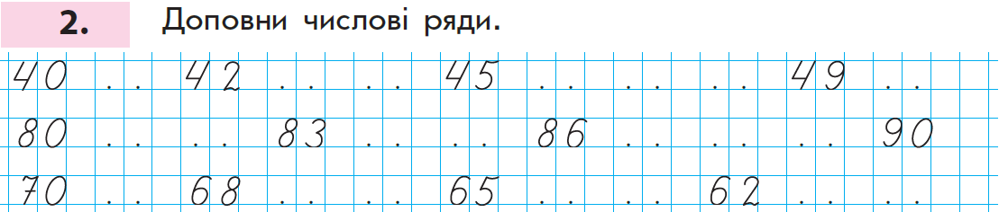 2. Доповни числові ряди.
40 . . 42 . . . . 45 . . . . . . 49 . .
80 . . . . 83 . . . . 86 . . . . . . 90
70 . . 68 . . . . 65 . . . . 62 . . . .